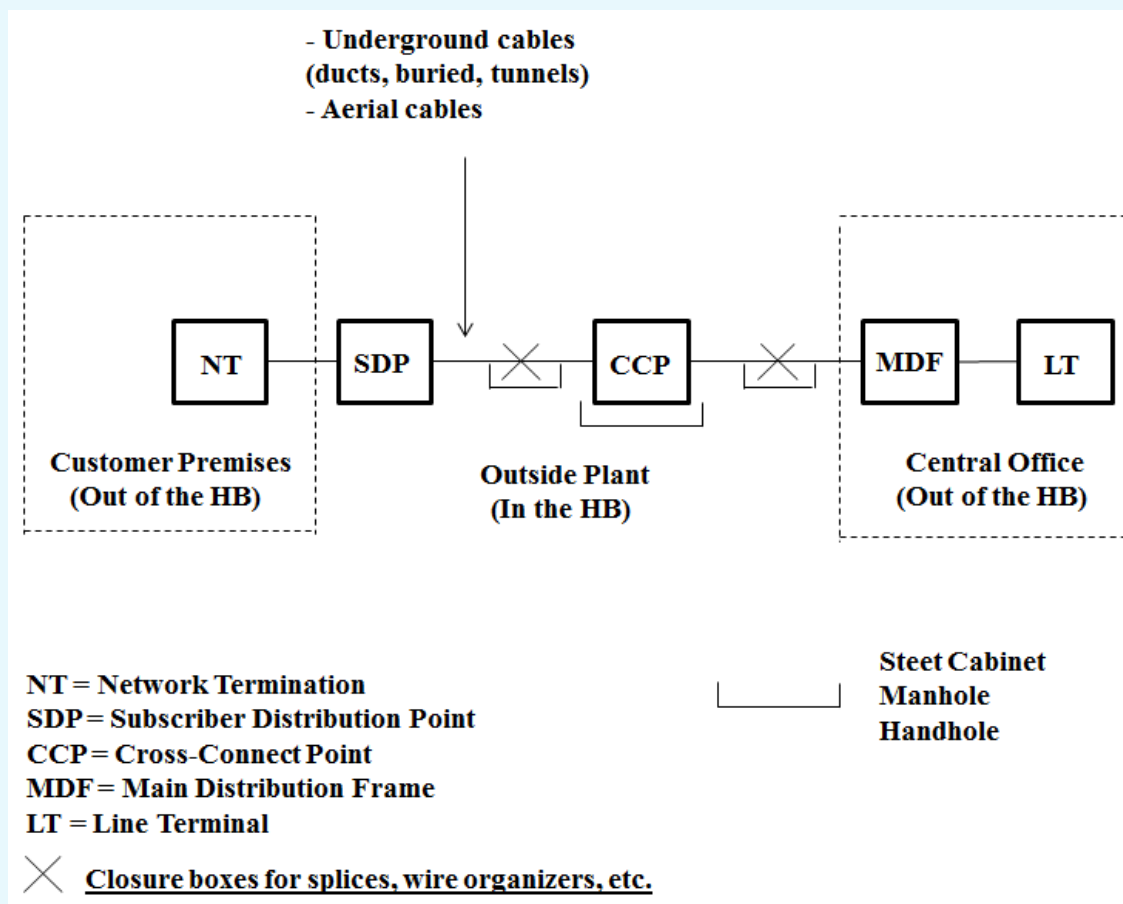 - Underground cables
(ducts, buried, tunnels)
- Aerial cables
NT
SDP
CCP
MDF
LT
Customer Premises
(Out of the HB)
Outside Plant
(In the HB)
Central Office
(Out of the HB)
NT = Network Termination
SDP = Subscriber Distribution Point
CCP = Cross-Connect Point
MDF = Main Distribution Frame
LT = Line Terminal
Closure boxes for splices, wire organizers, etc.
Steet Cabinet
Manhole
Handhole